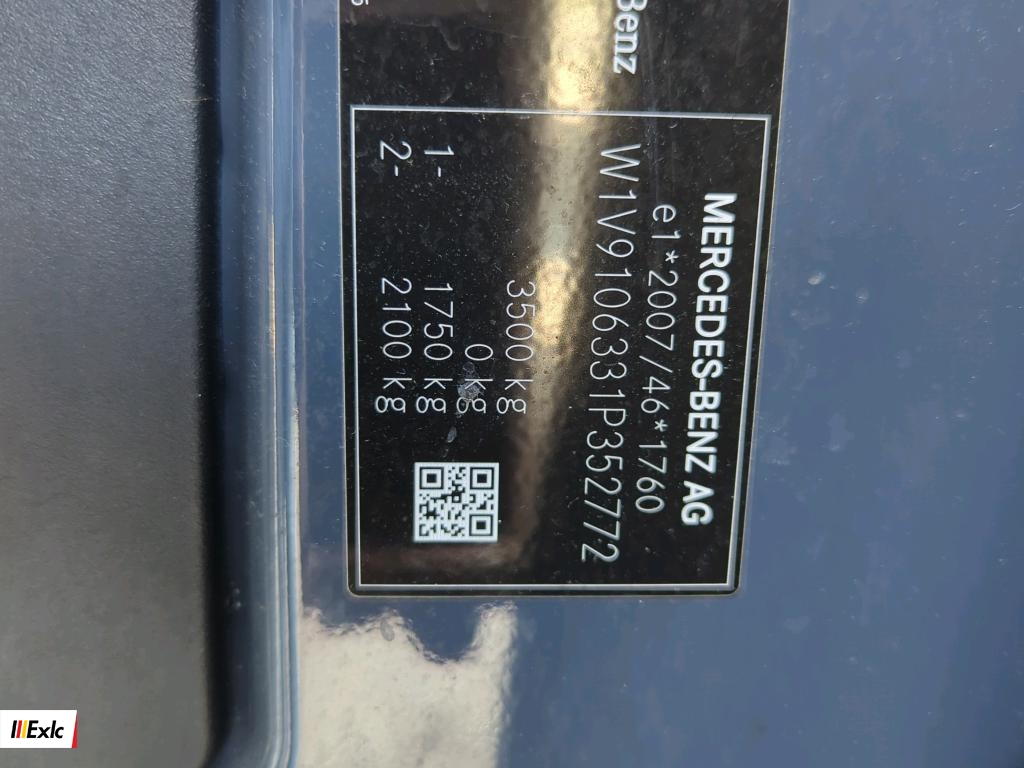 Benz
MERCEDES-BENZ AG
e1*2007/46*1760
W1V9106331P352772
3500 kg
0 kg
1- 1750 kg
2- 2100 kg
Exlc